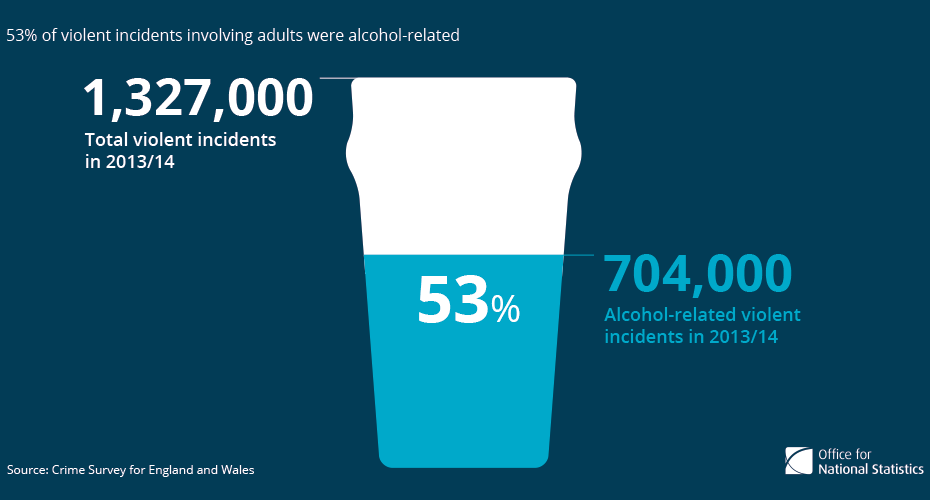 53% of violent incidents involving adults were alcohol-related
1,327,000
Total violent incidents
in 2013/14
53%
704,000
Alcohol-related violent
incidents in 2013/14
Source: Crime Survey for England and Wales
Office for
National Statistics